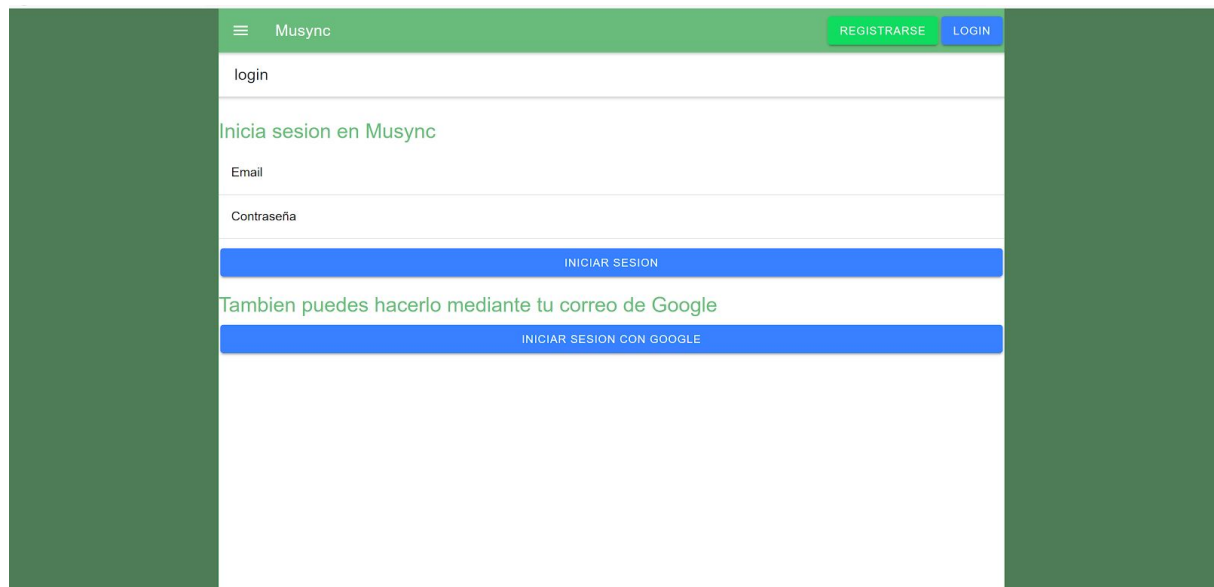 Musync REGISTRARSE LOGIN
login
Inicia sesion en Musync
Email
Contraseña
INICIAR SESION
Tambien puedes hacerlo mediante tu correo de Google
INICIAR SESION CON GOOGLE